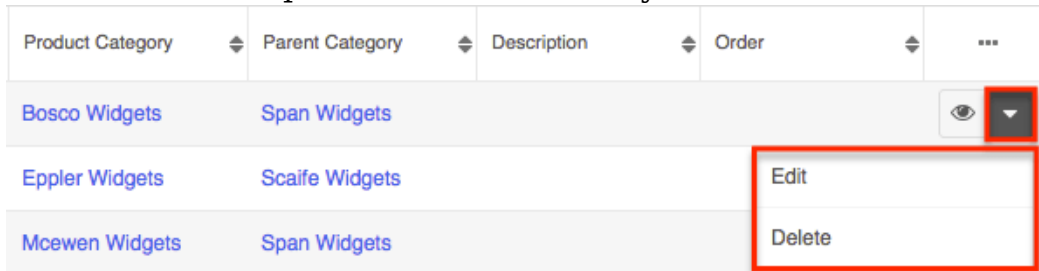 Product Category Parent Category Description Order ...
Bosco Widgets Span Widgets
Eppler Widgets Scaife Widgets Edit
Mcewen Widgets Span Widgets Delete